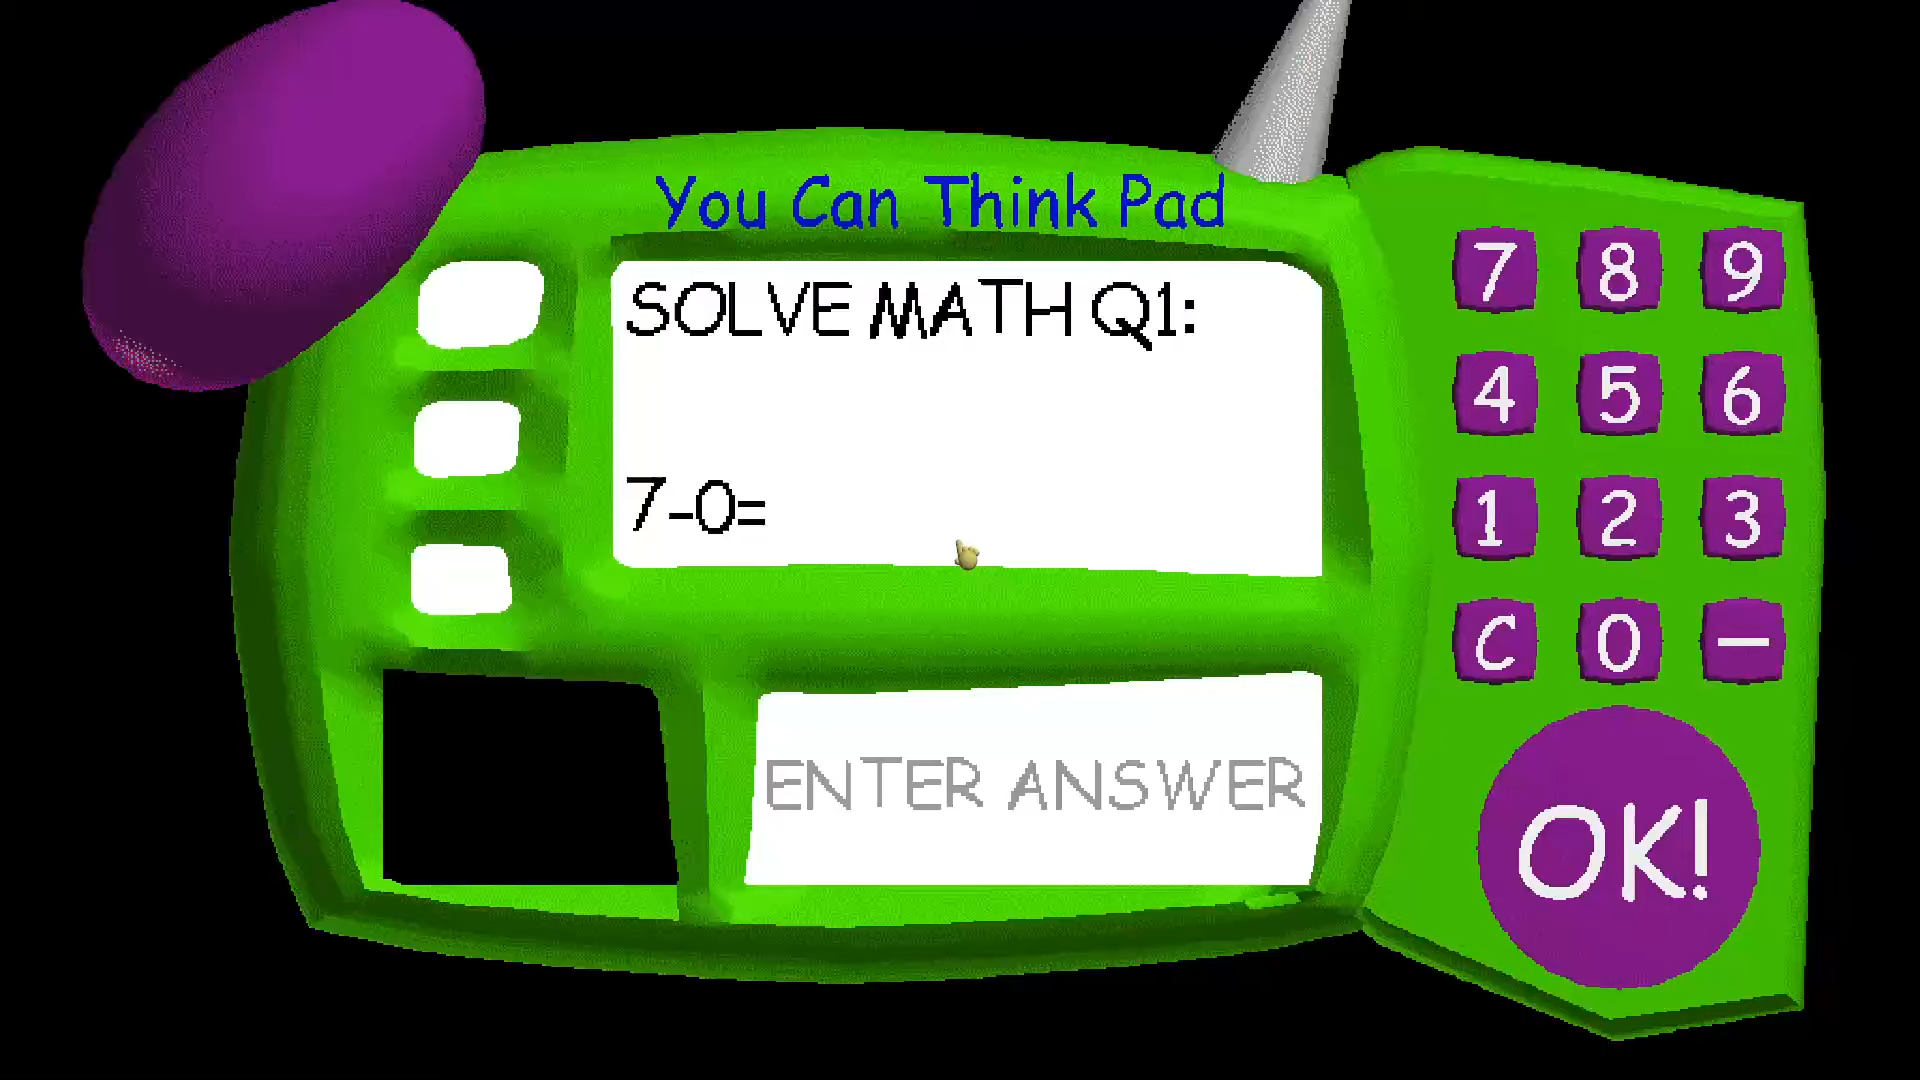 You Can Think Pad
SOLVE MATH Q1:
7-0=
ENTER ANSWER
7 8 9
4 5 6
1 2 3
C 0 −
OK!